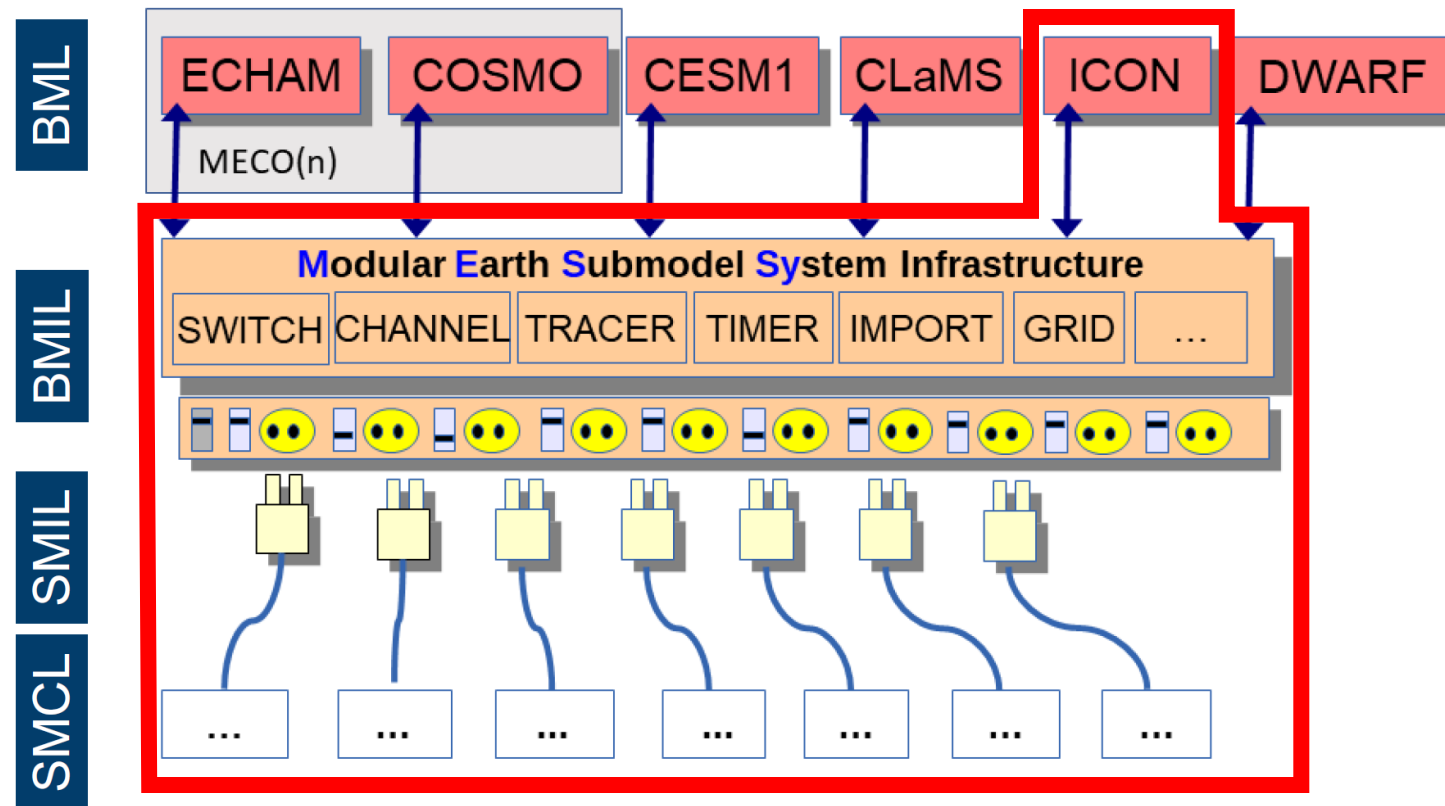 BML
ECHAM
COSMO
CESM1
CLaMS
ICON
DWARF
MECO(n)
BMIL
Modular Earth Submodel System Infrastructure
SWITCH
CHANNEL
TRACER
TIMER
IMPORT
GRID
...
SMIL
SMCL
...
...
...
...
...
...
...